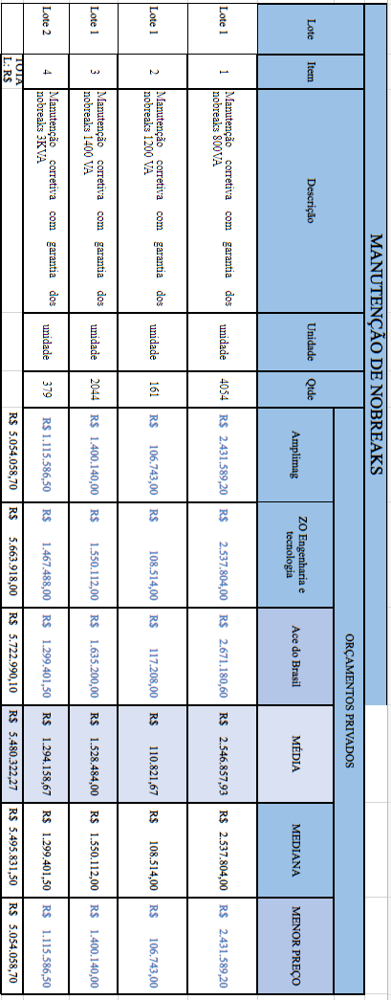 MANUTENÇÃO DE NOBREAKS
ORÇAMENTOS PRIVADOS
Lote Item Descrição Unidade Qtde Amplimag ZO Engenharia e tecnologia Ace do Brasil MÉDIA MEDIANA MENOR PREÇO
Lote 1 1 Manutenção corretiva com garantia dos nobreaks 800VA unidade 4054 R$ 2.431.589,20 R$ 2.537.804,00 R$ 2.671.180,60 R$ 2.546.857,93 R$ 2.537.804,00 R$ 2.431.589,20
Lote 1 2 Manutenção corretiva com garantia dos nobreaks 1200 VA unidade 161 R$ 106.743,00 R$ 108.514,00 R$ 117.208,00 R$ 110.821,67 R$ 108.514,00 R$ 106.743,00
Lote 1 3 Manutenção corretiva com garantia dos nobreaks 1400 VA unidade 2044 R$ 1.400.140,00 R$ 1.550.112,00 R$ 1.635.200,00 R$ 1.528.484,00 R$ 1.550.112,00 R$ 1.400.140,00
Lote 2 4 Manutenção corretiva com garantia dos nobreaks 3KVA unidade 379 R$ 1.115.586,50 R$ 1.467.488,00 R$ 1.299.401,50 R$ 1.294.158,67 R$ 1.299.401,50 R$ 1.115.586,50
TOTAL: R$ R$ 5.054.058,70 R$ 5.663.918,00 R$ 5.722.990,10 R$ 5.480.322,27 R$ 5.495.831,50 R$ 5.054.058,70